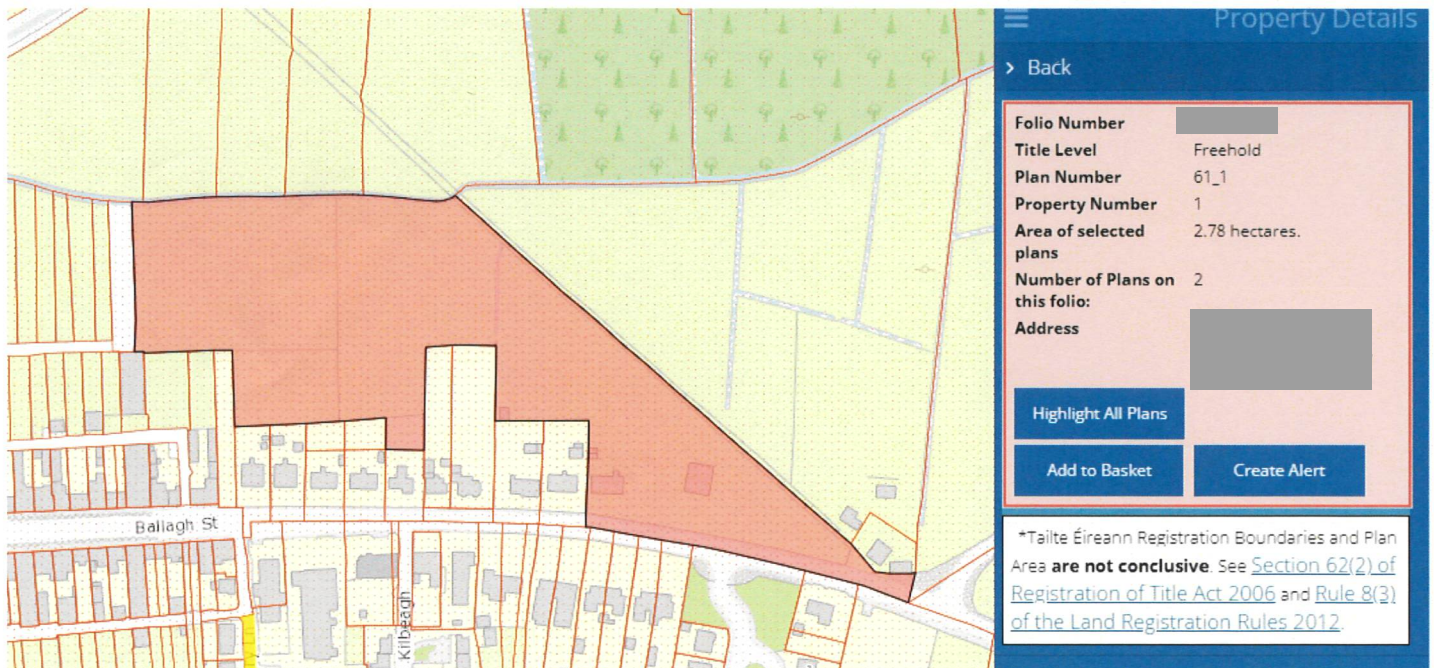 Property Details
> Back
Folio Number
Title Level Freehold
Plan Number 61_1
Property Number 1
Area of selected 2.78 hectares.
plans
Number of Plans on 2
this folio:
Address
Highlight All Plans
Add to Basket Create Alert
*Tailte Éireann Registration Boundaries and Plan
Area are not conclusive. See Section 62(2) of
Registration of Title Act 2006 and Rule 8(3)
of the Land Registration Rules 2012.
Ballagh St
Kilbeagh